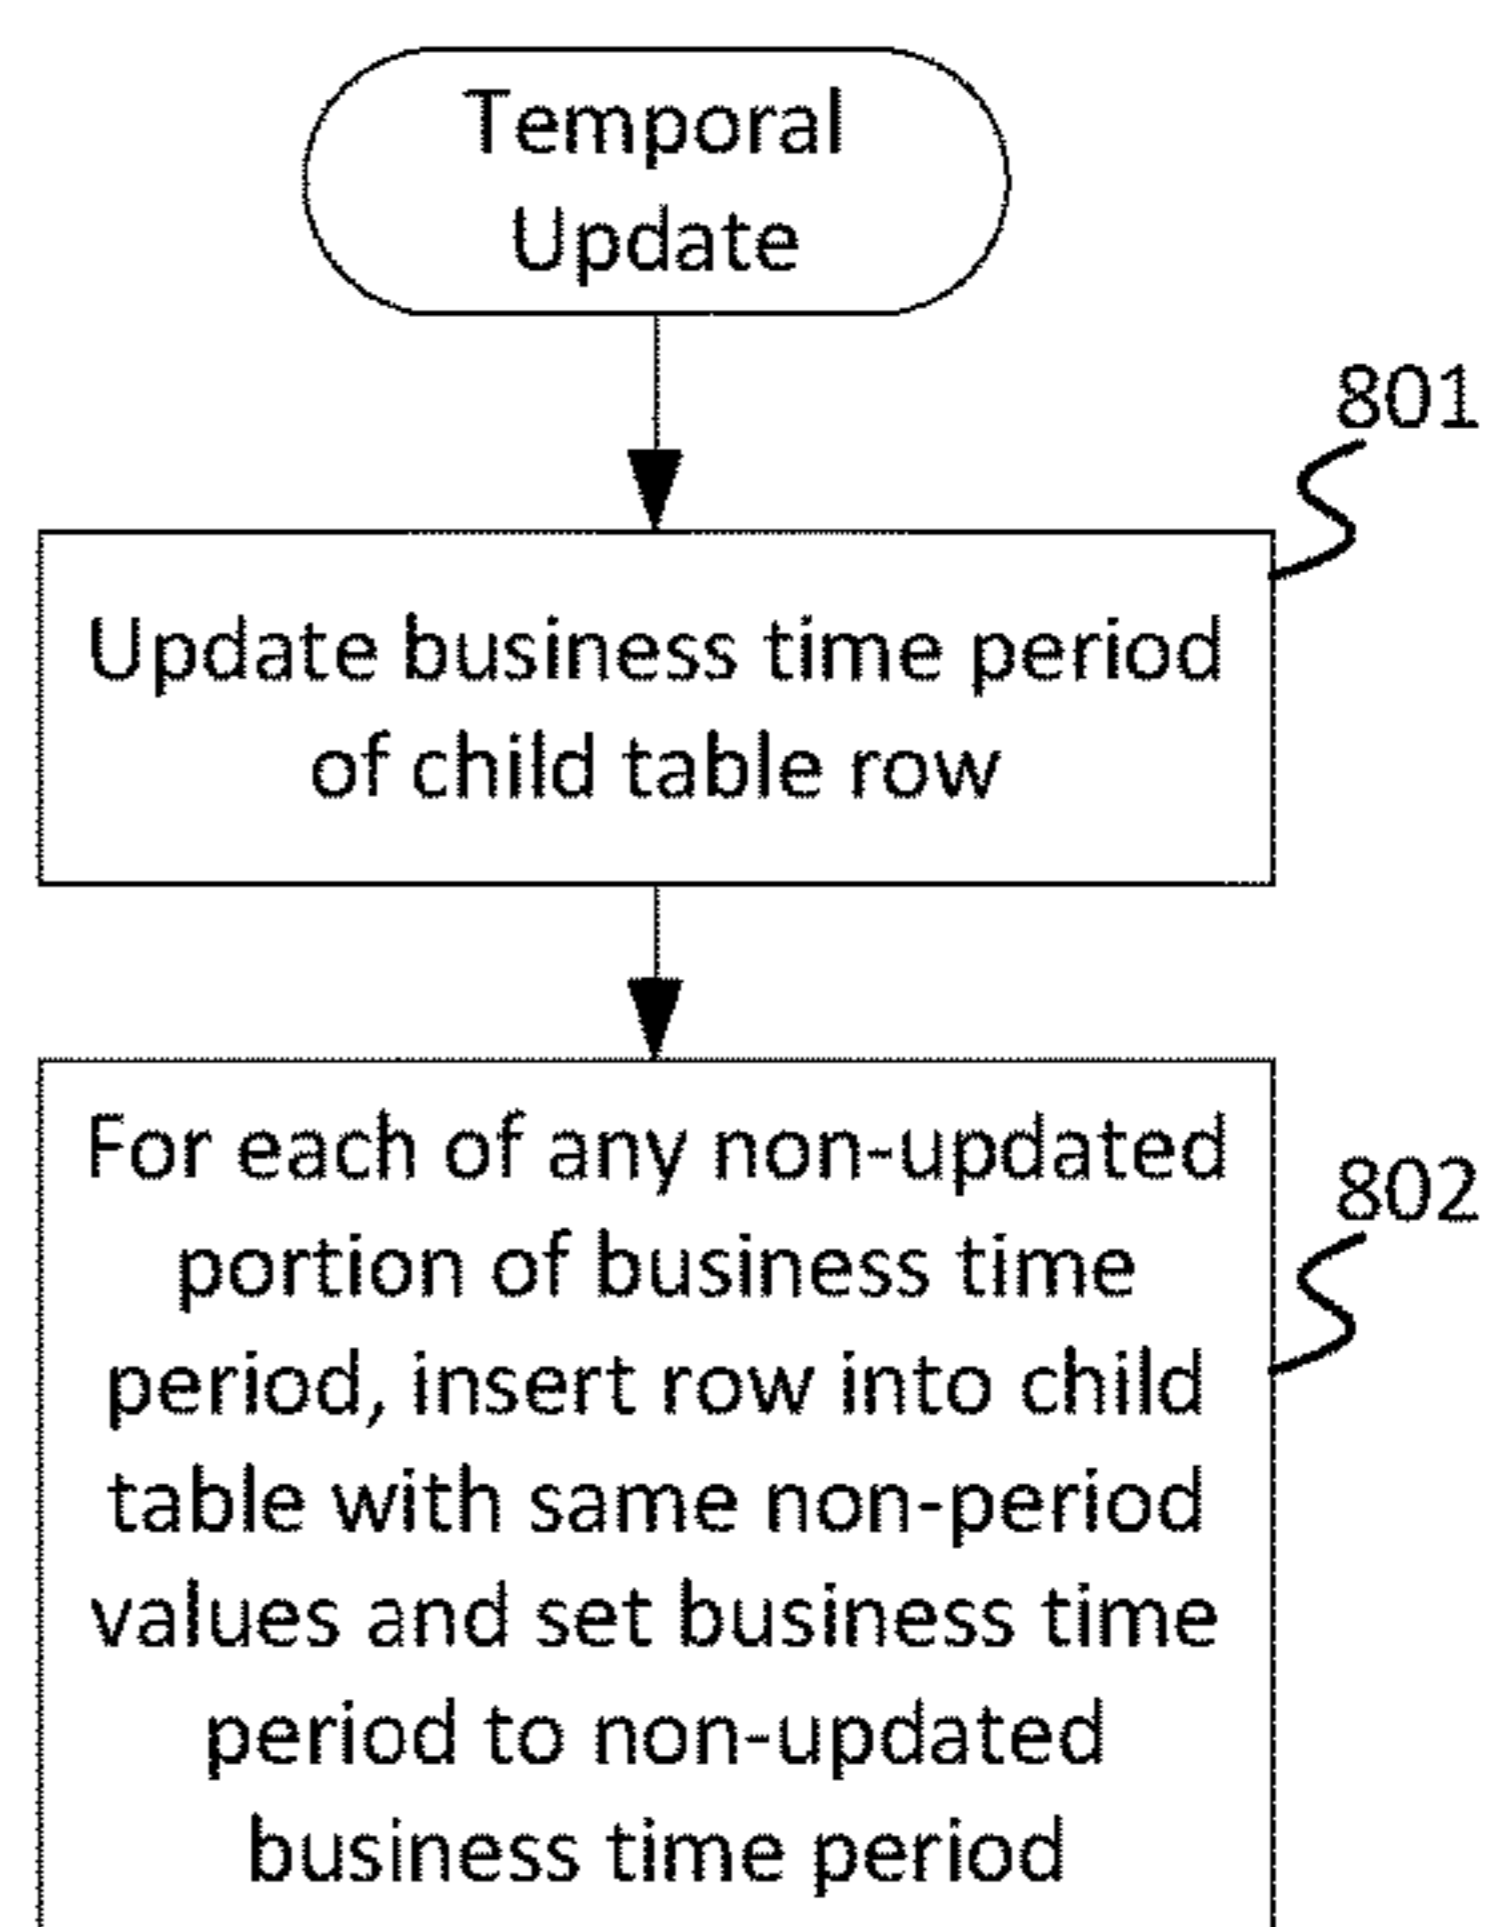 Temporal
Update
801
Update business time period
of child table row
For each of any non-updated
802
portion of business time
period, insert row into child
table with same non-period
values and set business time
period to non-updated
business time period